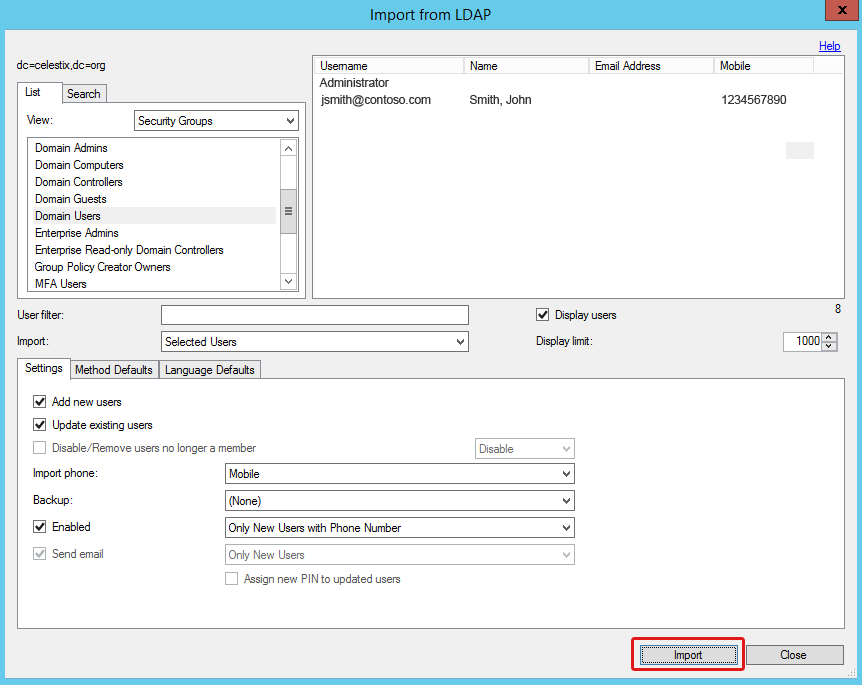 Import from LDAP
x
Help
dc=celestix,dc=org
List
Search
View:
Security Groups
Domain Admins
Domain Computers
Domain Controllers
Domain Guests
Domain Users
Enterprise Admins
Enterprise Read-only Domain Controllers
Group Policy Creator Owners
MFA Users
Username Name Email Address Mobile
Administrator
jsmith@contoso.com Smith, John 1234567890
8
User filter:
Display users
Import: Selected Users
Display limit: 1000
Settings
Method Defaults
Language Defaults
Add new users
Update existing users
Disable/Remove users no longer a member Disable
Import phone: Mobile
Backup: (None)
Enabled Only New Users with Phone Number
Send email Only New Users
Assign new PIN to updated users
Import
Close